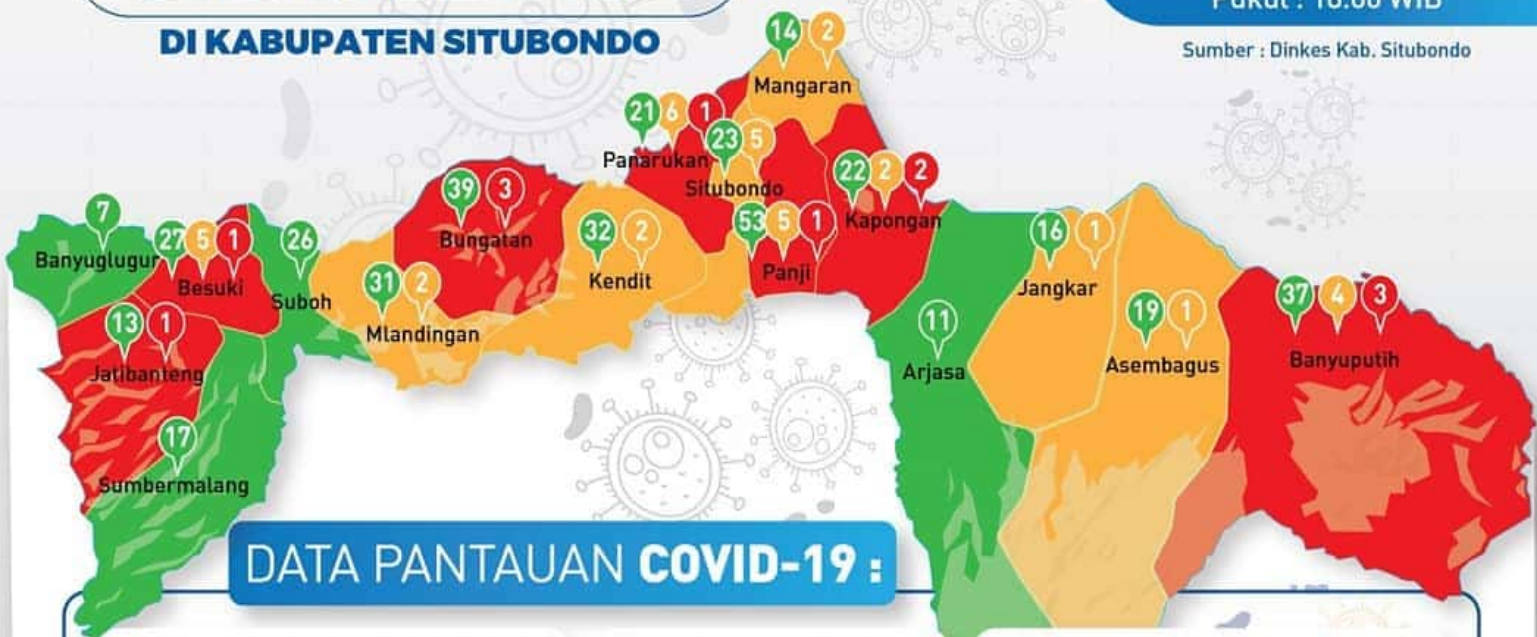 DI KABUPATEN SITUBONDO
Sumber : Dinkes Kab. Situbondo
14 2
Mangaran
21 6 1
Panarukan
23 5
Situbondo
22 2 2
Kapongan
39 3
Bungatan
32 2
Kendit
53 5 1
Panji
7
Banyuglugur
27 5 1
Besuki
26
Suboh
31 2
Mlandingan
16 1
Jangkar
13 1
Jatibanteng
11
Arjasa
19 1
Asembagus
37 4 3
Banyuputih
17
Sumbermalang
DATA PANTAUAN COVID-19 :